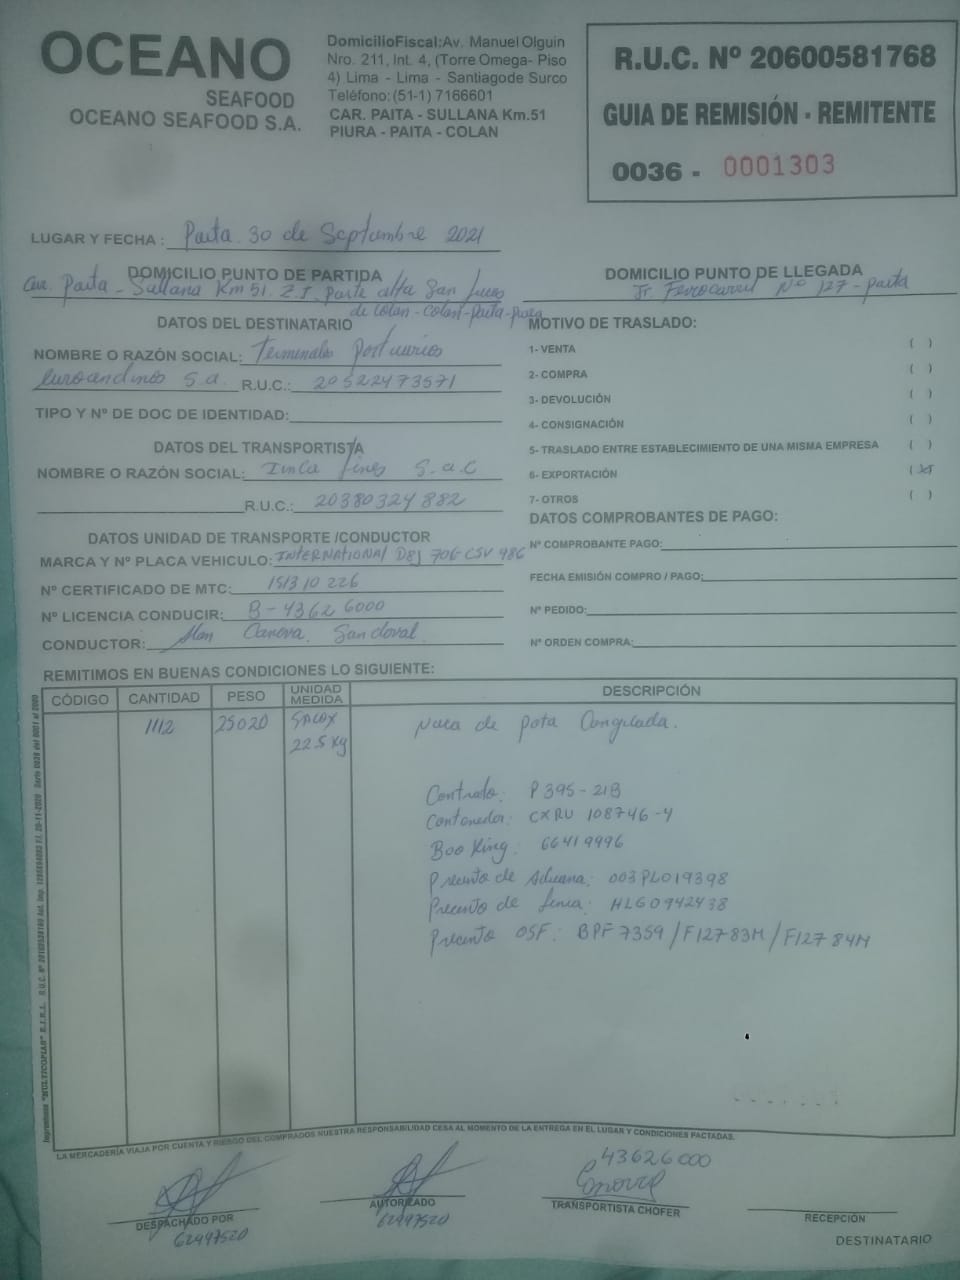 OCEANO
SEAFOOD
OCEANO SEAFOOD S.A.
DomicilioFiscal:Av. Manuel Olguin
Nro. 211, Int. 4, (Torre Omega- Piso
4) Lima - Lima - Santiagode Surco
Teléfono: (51-1) 7166601
CAR. PAITA - SULLANA Km.51
PIURA - PAITA - COLAN
R.U.C. Nº 20600581768
GUIA DE REMISIÓN - REMITENTE
0036 - 0001303
LUGAR Y FECHA : Paita 30 de Septiembre 2021
DOMICILIO PUNTO DE PARTIDA
Car. Paita - Sullana Km 51. Z.I. Parte alta San Lucas
de Colan - Colan - Paita - Piura
DOMICILIO PUNTO DE LLEGADA
Jr. Ferrocarril Nº 127 - Paita
DATOS DEL DESTINATARIO
NOMBRE O RAZÓN SOCIAL: Terminales Portuarios
Euroandinos S.a. R.U.C.: 20522473571
TIPO Y Nº DE DOC DE IDENTIDAD:
DATOS DEL TRANSPORTISTA
NOMBRE O RAZÓN SOCIAL: Inca Lines S.a.C
R.U.C.: 20380324882
DATOS UNIDAD DE TRANSPORTE /CONDUCTOR
MARCA Y Nº PLACA VEHICULO: INTERNATIONAL D8J 706-CSV 986
Nº CERTIFICADO DE MTC: 151310226
Nº LICENCIA CONDUCIR: B-43626000
CONDUCTOR: Alan Canova Sandoval
MOTIVO DE TRASLADO:
1- VENTA ( )
2- COMPRA ( )
3- DEVOLUCIÓN ( )
4- CONSIGNACIÓN ( )
5- TRASLADO ENTRE ESTABLECIMIENTO DE UNA MISMA EMPRESA ( )
6- EXPORTACIÓN ( )
7- OTROS ( )
DATOS COMPROBANTES DE PAGO:
Nº COMPROBANTE PAGO:
FECHA EMISIÓN COMPRO / PAGO:
Nº PEDIDO:
Nº ORDEN COMPRA:
REMITIMOS EN BUENAS CONDICIONES LO SIGUIENTE:
CÓDIGO CANTIDAD PESO UNIDAD MEDIDA DESCRIPCIÓN
1112 25020 SACOX Nuca de pota Congelada.
22.5 Kg
Contrato: P395-21B
Contenedor: CXRU 108746-4
Booking: 66419996
Precinto de Aduana: 003PL019398
Precinto de Linea: HLG0942438
Precinto OSF: BPF 7359 / F12783M / F12784M
LA MERCADERÍA VIAJA POR CUENTA Y RIESGO DEL COMPRADOS NUESTRA RESPONSABILIDAD CESA AL MOMENTO DE LA ENTREGA EN EL LUGAR Y CONDICIONES PACTADAS.
DESPACHADO POR
62497520
AUTORIZADO
62497520
43626000
TRANSPORTISTA CHOFER
RECEPCIÓN
DESTINATARIO